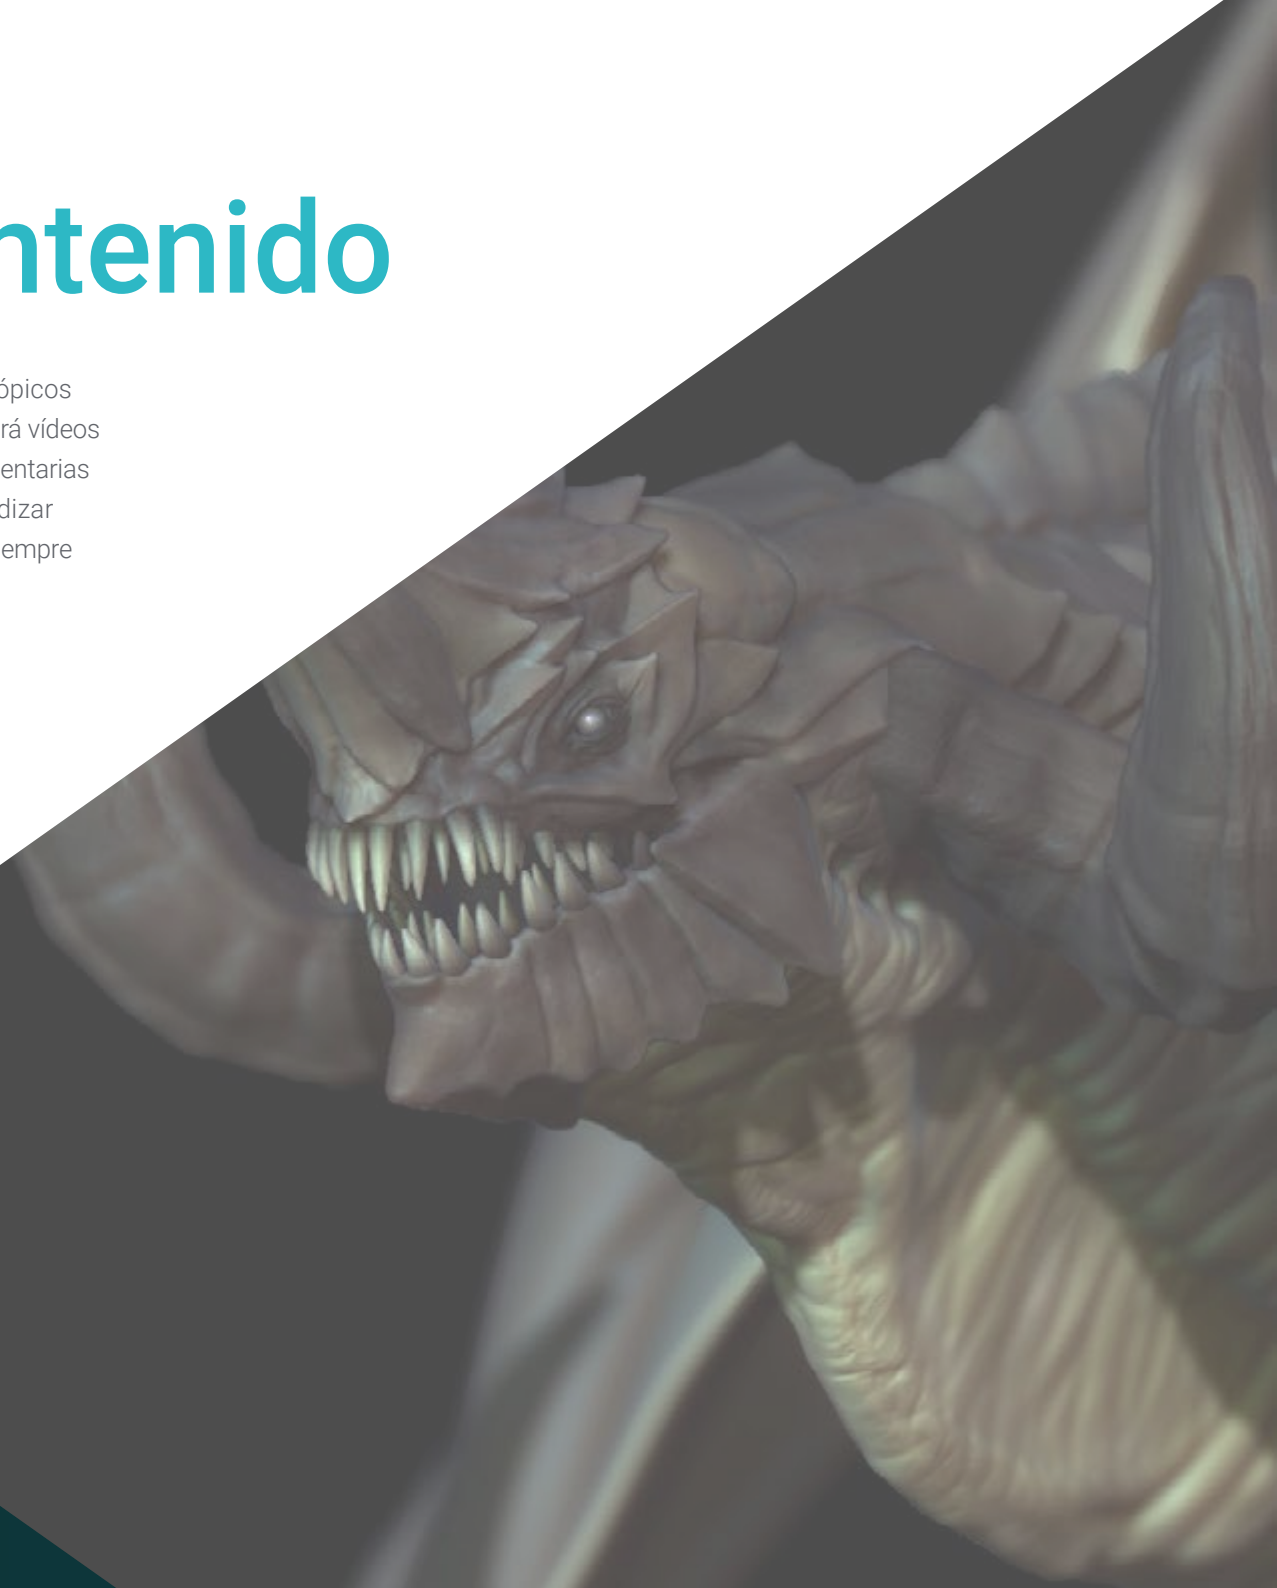 ntenido
ópicos
rá vídeos
entarias
dizar
empre